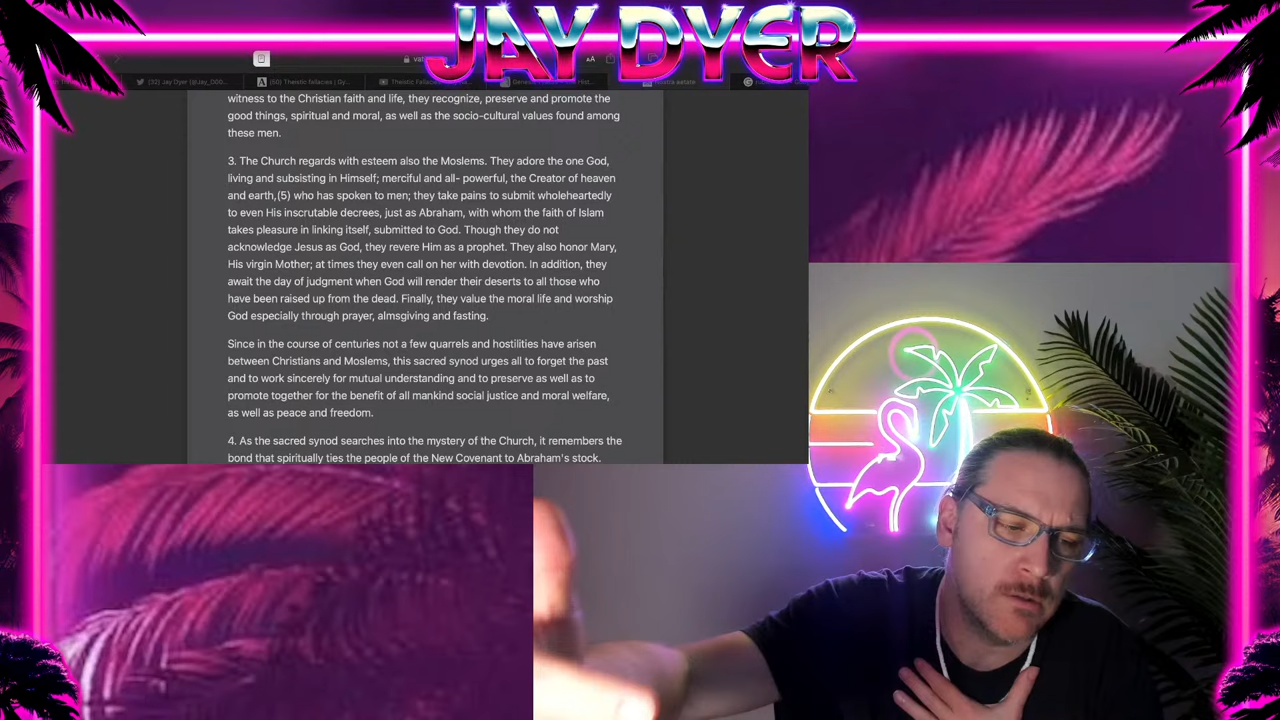 JAY DYER
AA
(32) Jay Dyer (@Jay_D00...
(50) Theistic fallacies | Gy...
witness to the Christian faith and life, they recognize, preserve and promote the
good things, spiritual and moral, as well as the socio-cultural values found among
these men.
3. The Church regards with esteem also the Moslems. They adore the one God,
living and subsisting in Himself; merciful and all- powerful, the Creator of heaven
and earth,(5) who has spoken to men; they take pains to submit wholeheartedly
to even His inscrutable decrees, just as Abraham, with whom the faith of Islam
takes pleasure in linking itself, submitted to God. Though they do not
acknowledge Jesus as God, they revere Him as a prophet. They also honor Mary,
His virgin Mother; at times they even call on her with devotion. In addition, they
await the day of judgment when God will render their deserts to all those who
have been raised up from the dead. Finally, they value the moral life and worship
God especially through prayer, almsgiving and fasting.
Since in the course of centuries not a few quarrels and hostilities have arisen
between Christians and Moslems, this sacred synod urges all to forget the past
and to work sincerely for mutual understanding and to preserve as well as to
promote together for the benefit of all mankind social justice and moral welfare,
as well as peace and freedom.
4. As the sacred synod searches into the mystery of the Church, it remembers the
bond that spiritually ties the people of the New Covenant to Abraham's stock.